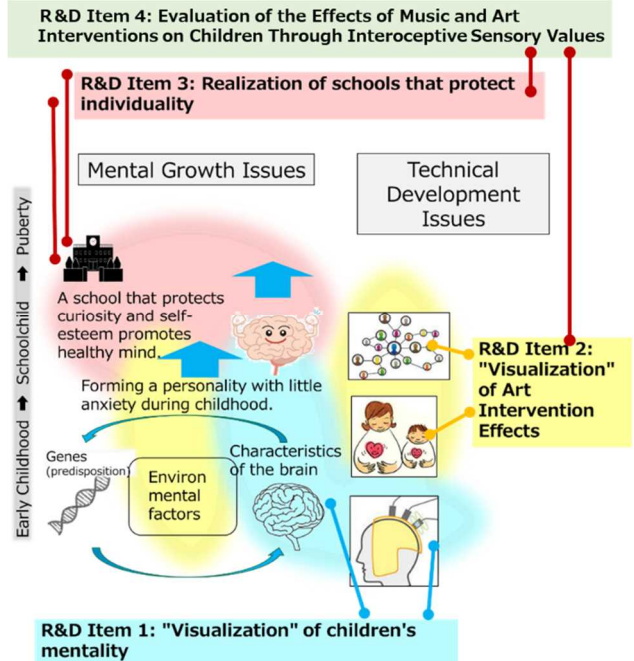 R&D Item 4: Evaluation of the Effects of Music and Art
Interventions on Children Through Interoceptive Sensory Values
R&D Item 3: Realization of schools that protect
individuality
Mental Growth Issues
Technical
Development
Issues
Early Childhood ➡ Schoolchild ➡ Puberty
A school that protects
curiosity and self-
esteem promotes
healthy mind.
Forming a personality with little
anxiety during childhood.
Genes
(predisposition)
Environ
mental
factors
Characteristics
of the brain
R&D Item 2:
"Visualization"
of Art
Intervention
Effects
R&D Item 1: "Visualization" of children's
mentality